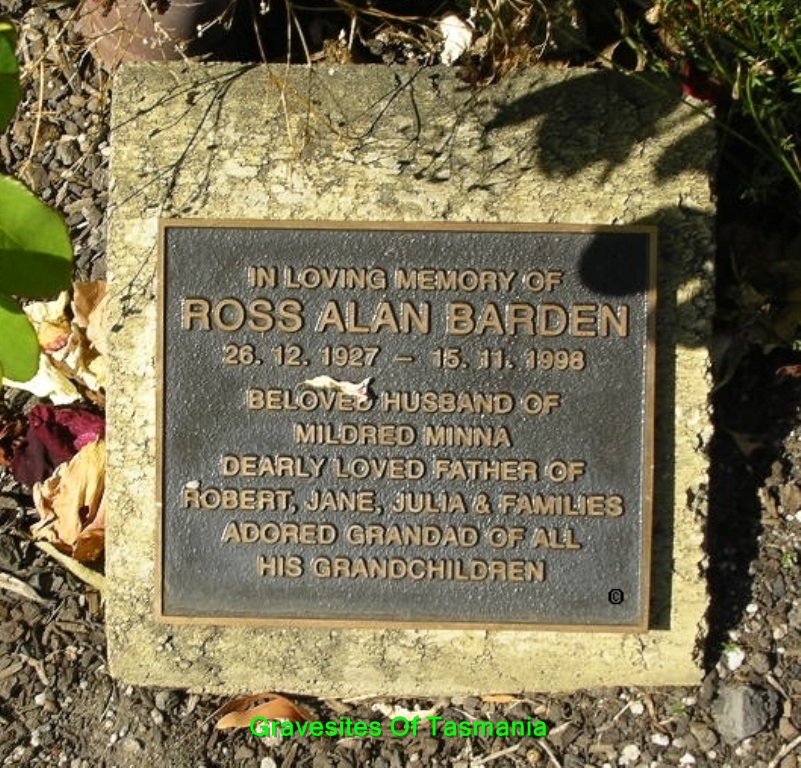 IN LOVING MEMORY OF
ROSS ALAN BARDEN
26. 12. 1927 – 15. 11. 1998
BELOVED HUSBAND OF
MILDRED MINNA
DEARLY LOVED FATHER OF
ROBERT, JANE, JULIA & FAMILIES
ADORED GRANDAD OF ALL
HIS GRANDCHILDREN
©
Gravesites Of Tasmania